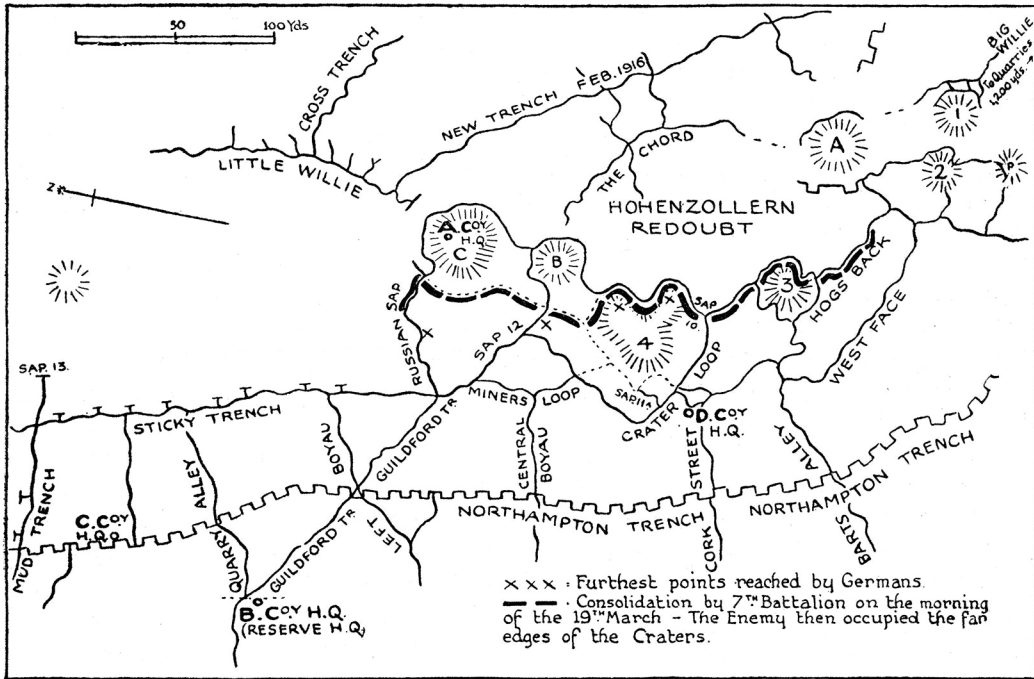 50
100 Yds
CROSS TRENCH
LITTLE WILLIE
NEW TRENCH FEB. 1916
THE CHORD
BIG WILLIE
To Quarries
1,200 yds. →
1
A
2
HOHENZOLLERN
REDOUBT
A. COY
H.Q.
C
B
3
HOGS BACK
WEST FACE
SAP
10.
4
RUSSIAN SAP
SAP 12
SAP. 13.
MINERS LOOP
SAP 11A
CRATER LOOP
D. COY
H.Q.
STICKY TRENCH
MUD TRENCH
ALLEY
QUARRY
BOYAU
LEFT
GUILDFORD TR
GUILDFORD TR
CENTRAL BOYAU
STREET
CORK
ALLEY
BARTS
NORTHAMPTON TRENCH
NORTHAMPTON TRENCH
C. COY
H.Q.
B. COY H.Q.
(RESERVE H.Q.)
x x x : Furthest points reached by Germans.
Consolidation by 7TH Battalion on the morning
of the 19TH March - The Enemy then occupied the far
edges of the Craters.